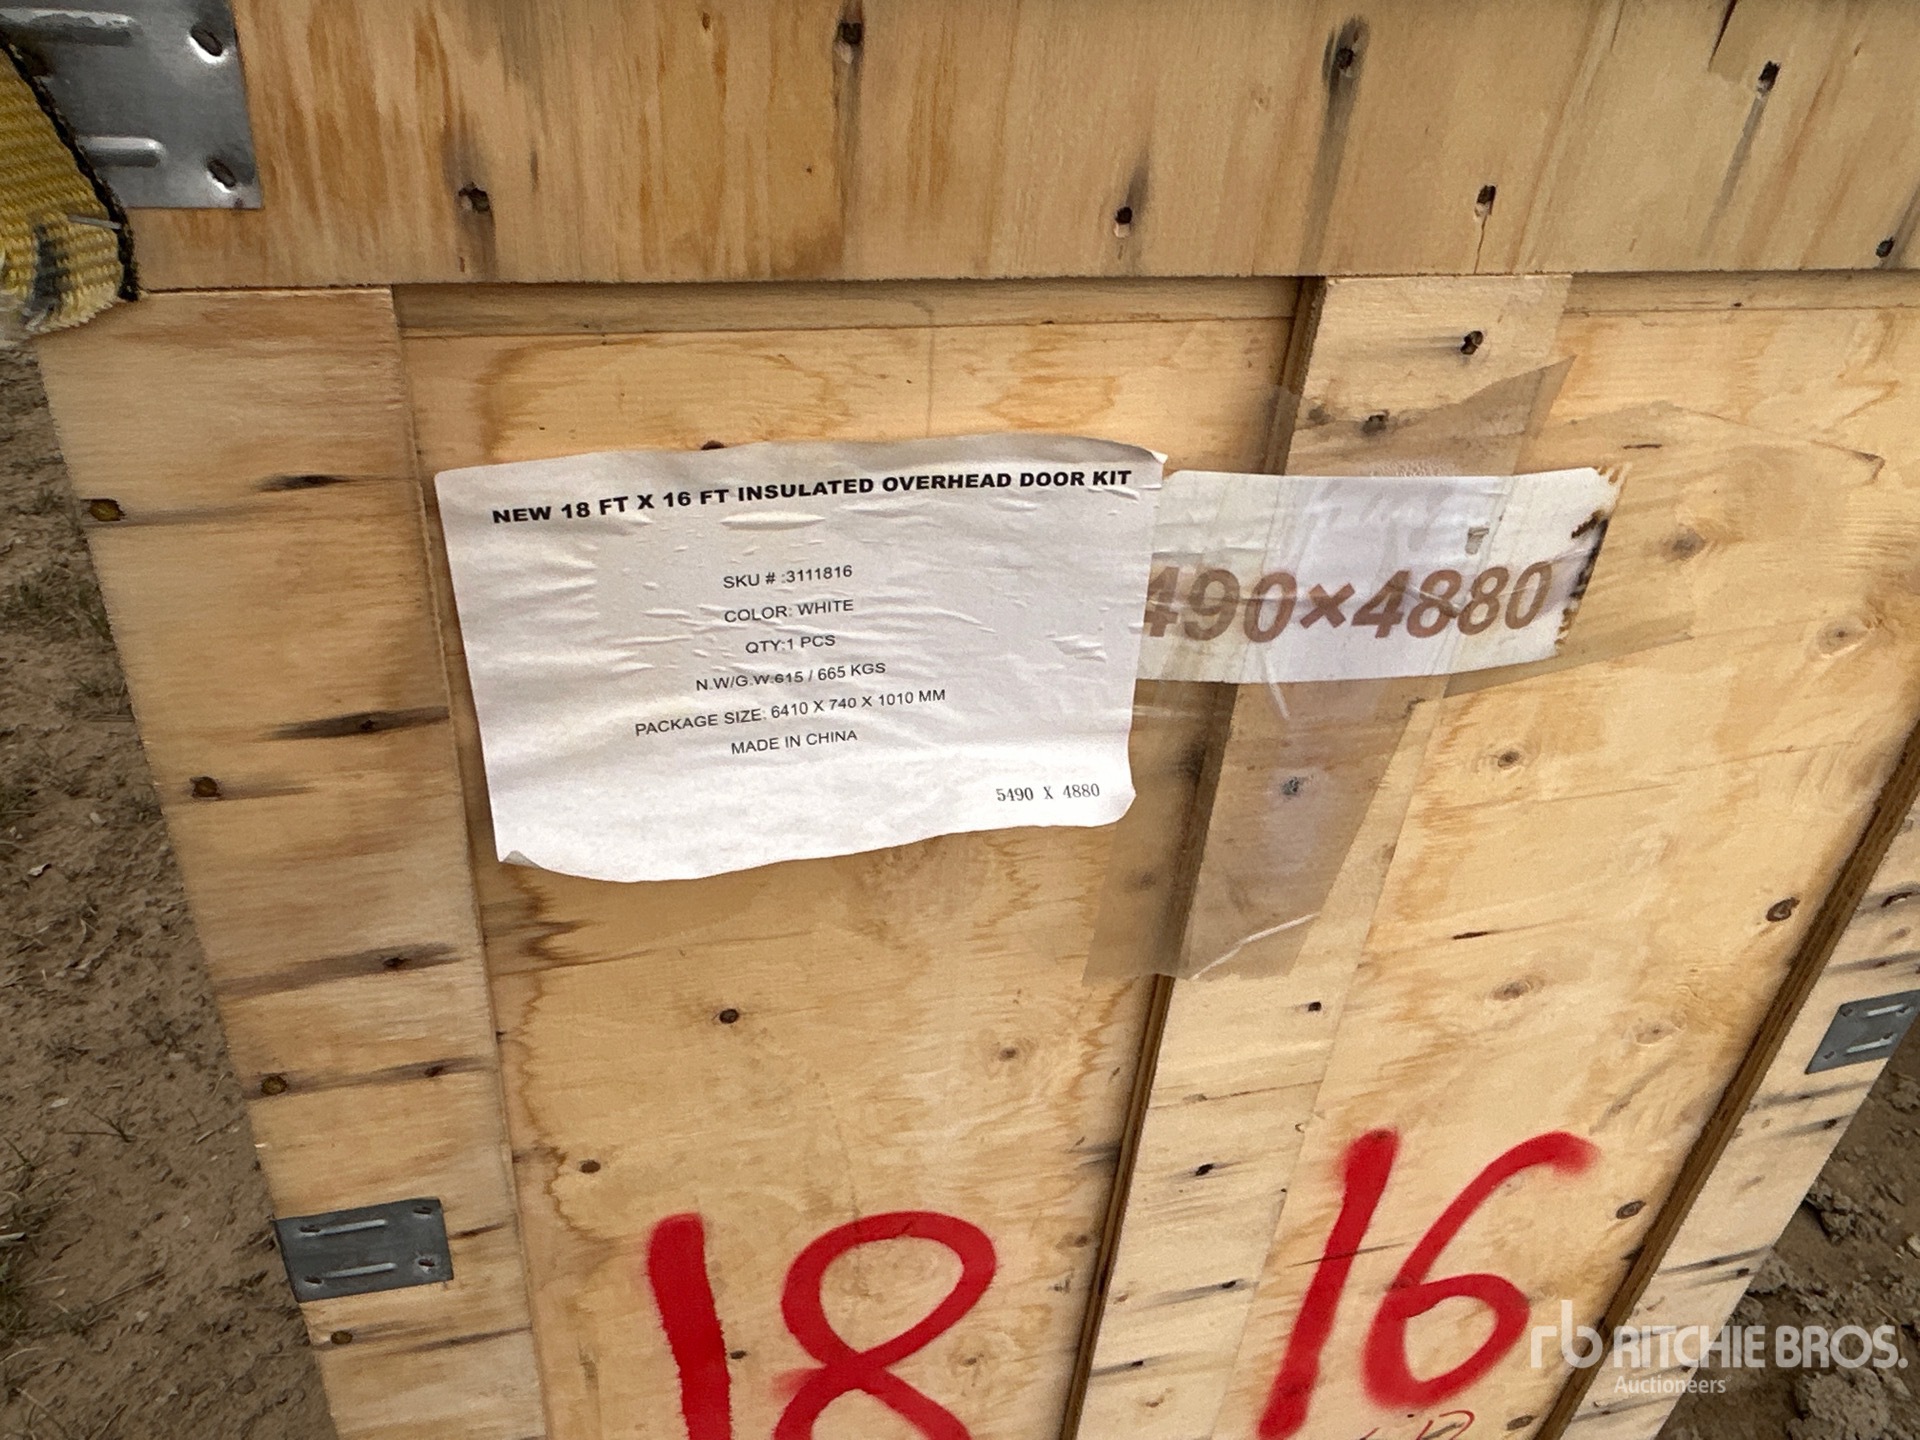 NEW 18 FT X 16 FT INSULATED OVERHEAD DOOR KIT
SKU # :3111816
COLOR: WHITE
QTY:1 PCS
N.W/G.W:615 / 665 KGS
PACKAGE SIZE: 6410 X 740 X 1010 MM
MADE IN CHINA
5490 X 4880
490×4880
18 16
rb RITCHIE BROS.
Auctioneers